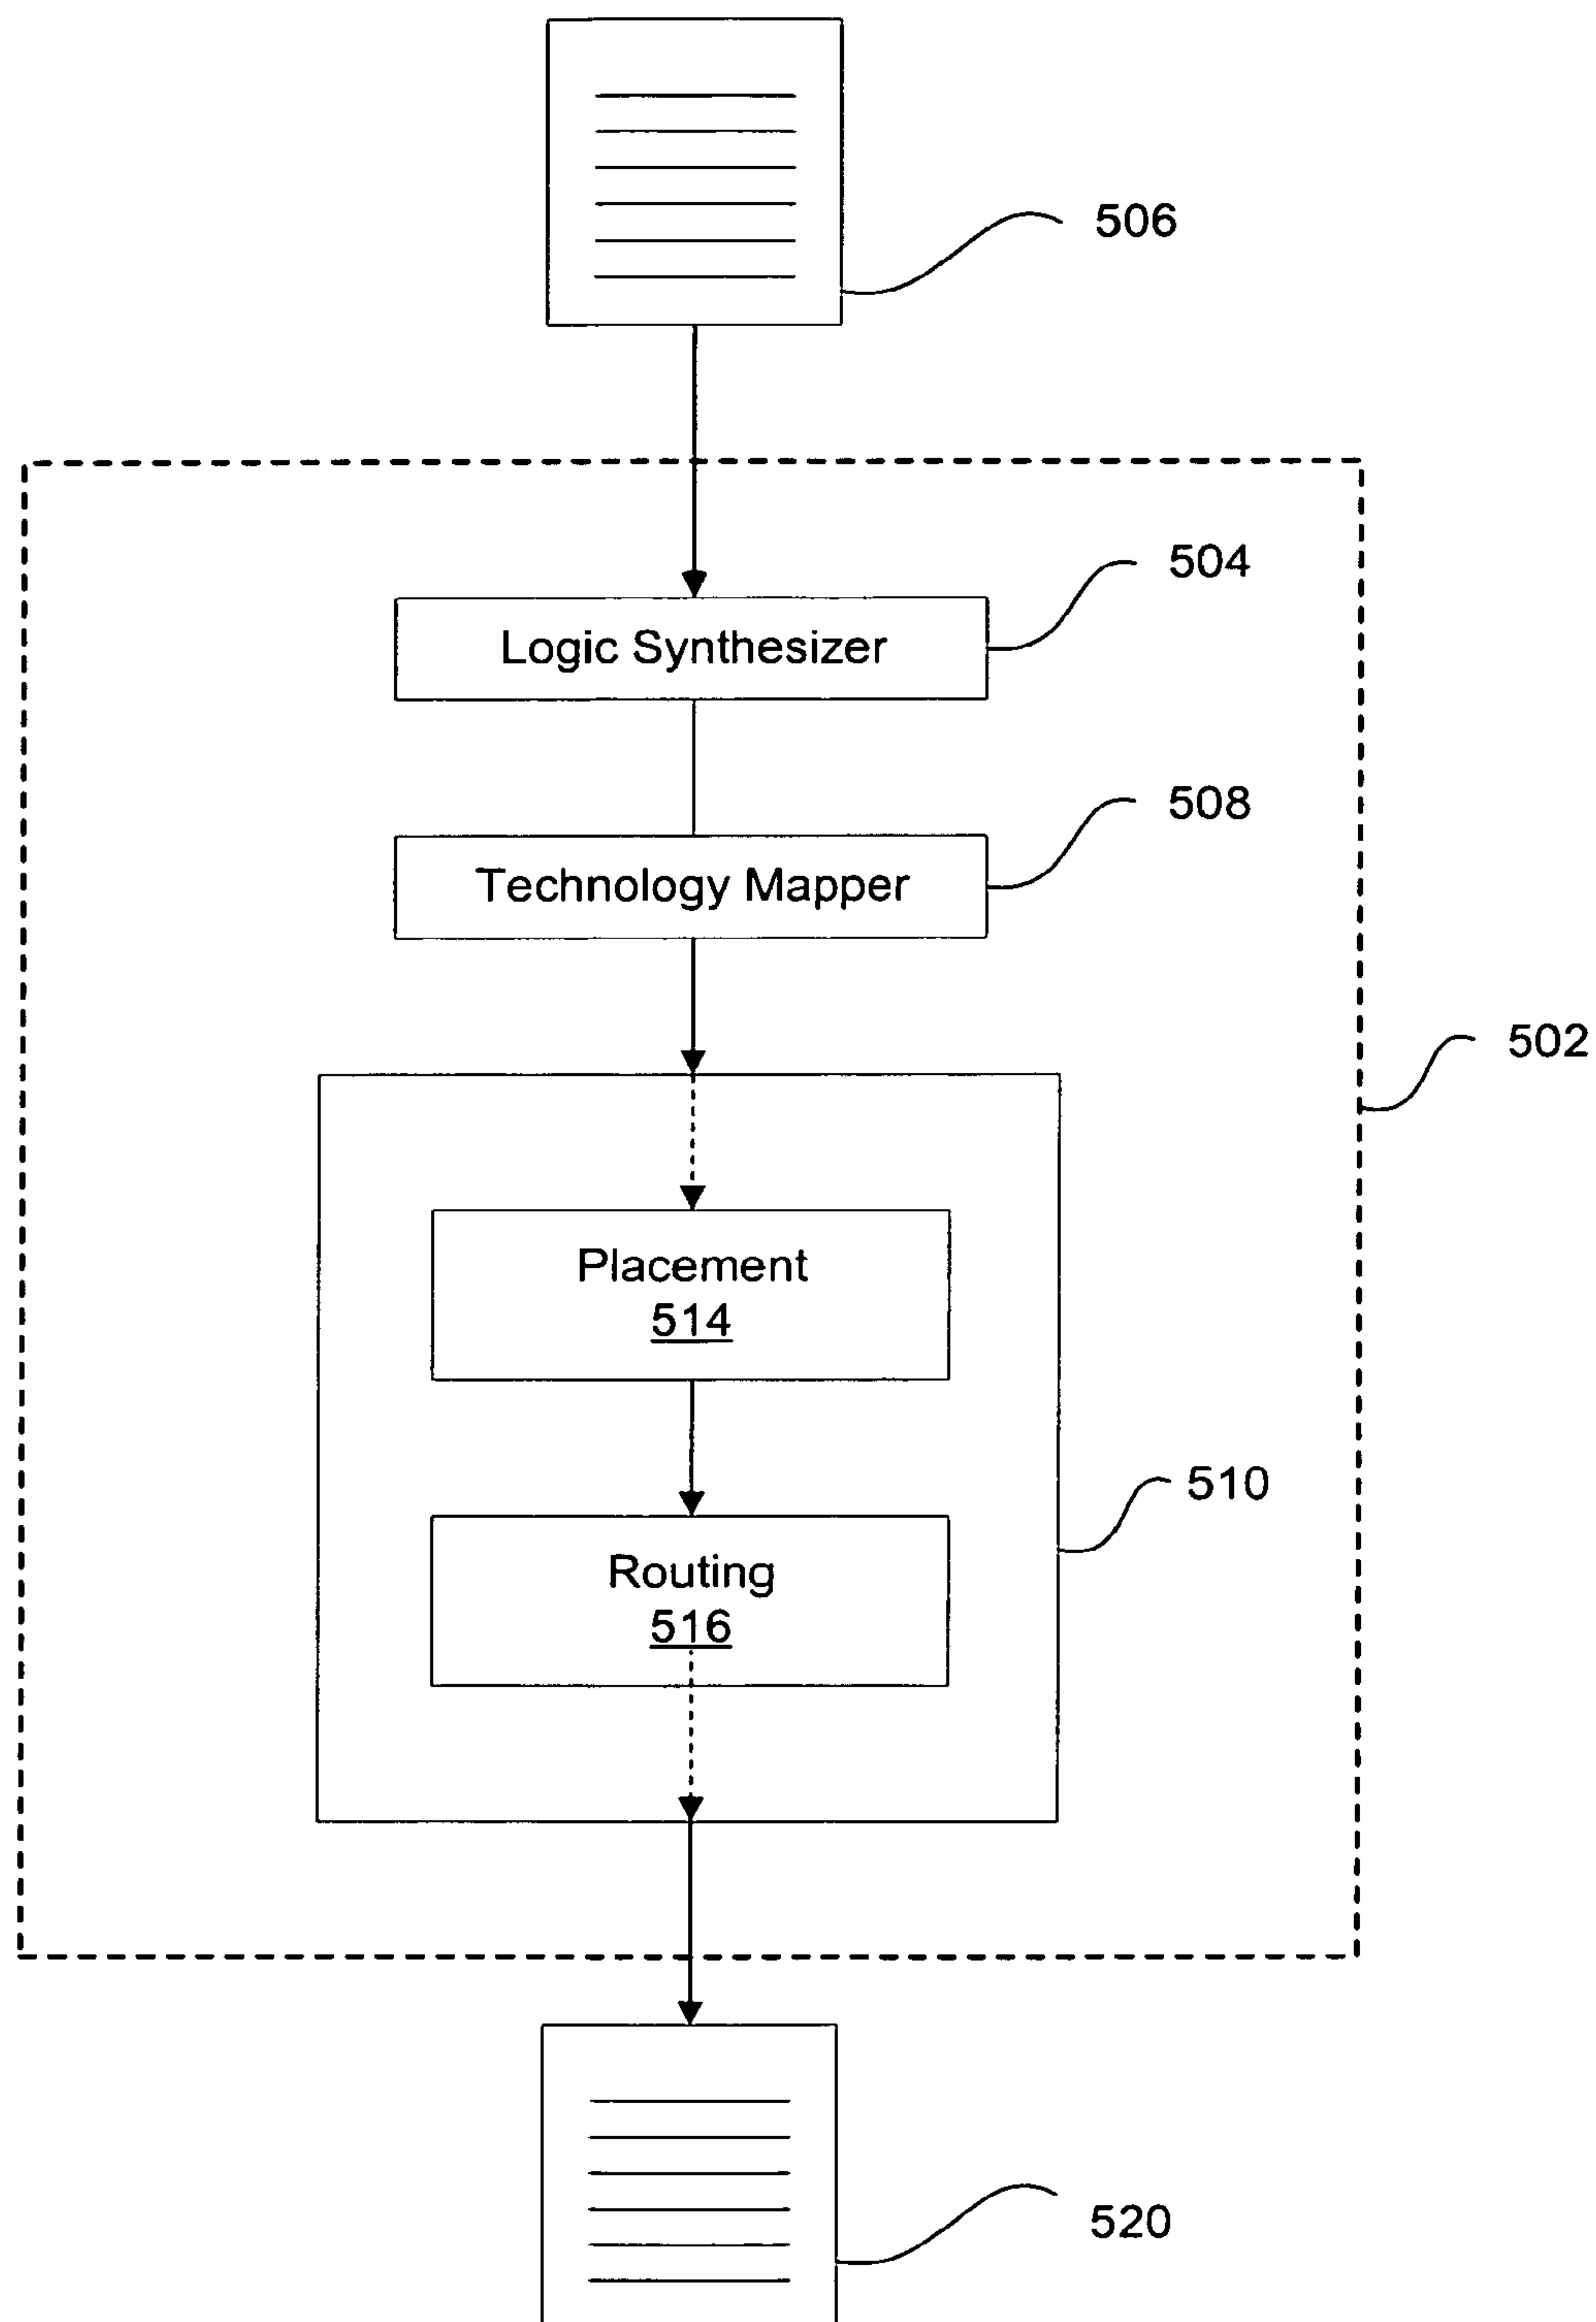 506
504
Logic Synthesizer
508
Technology Mapper
502
Placement
514
510
Routing
516
520